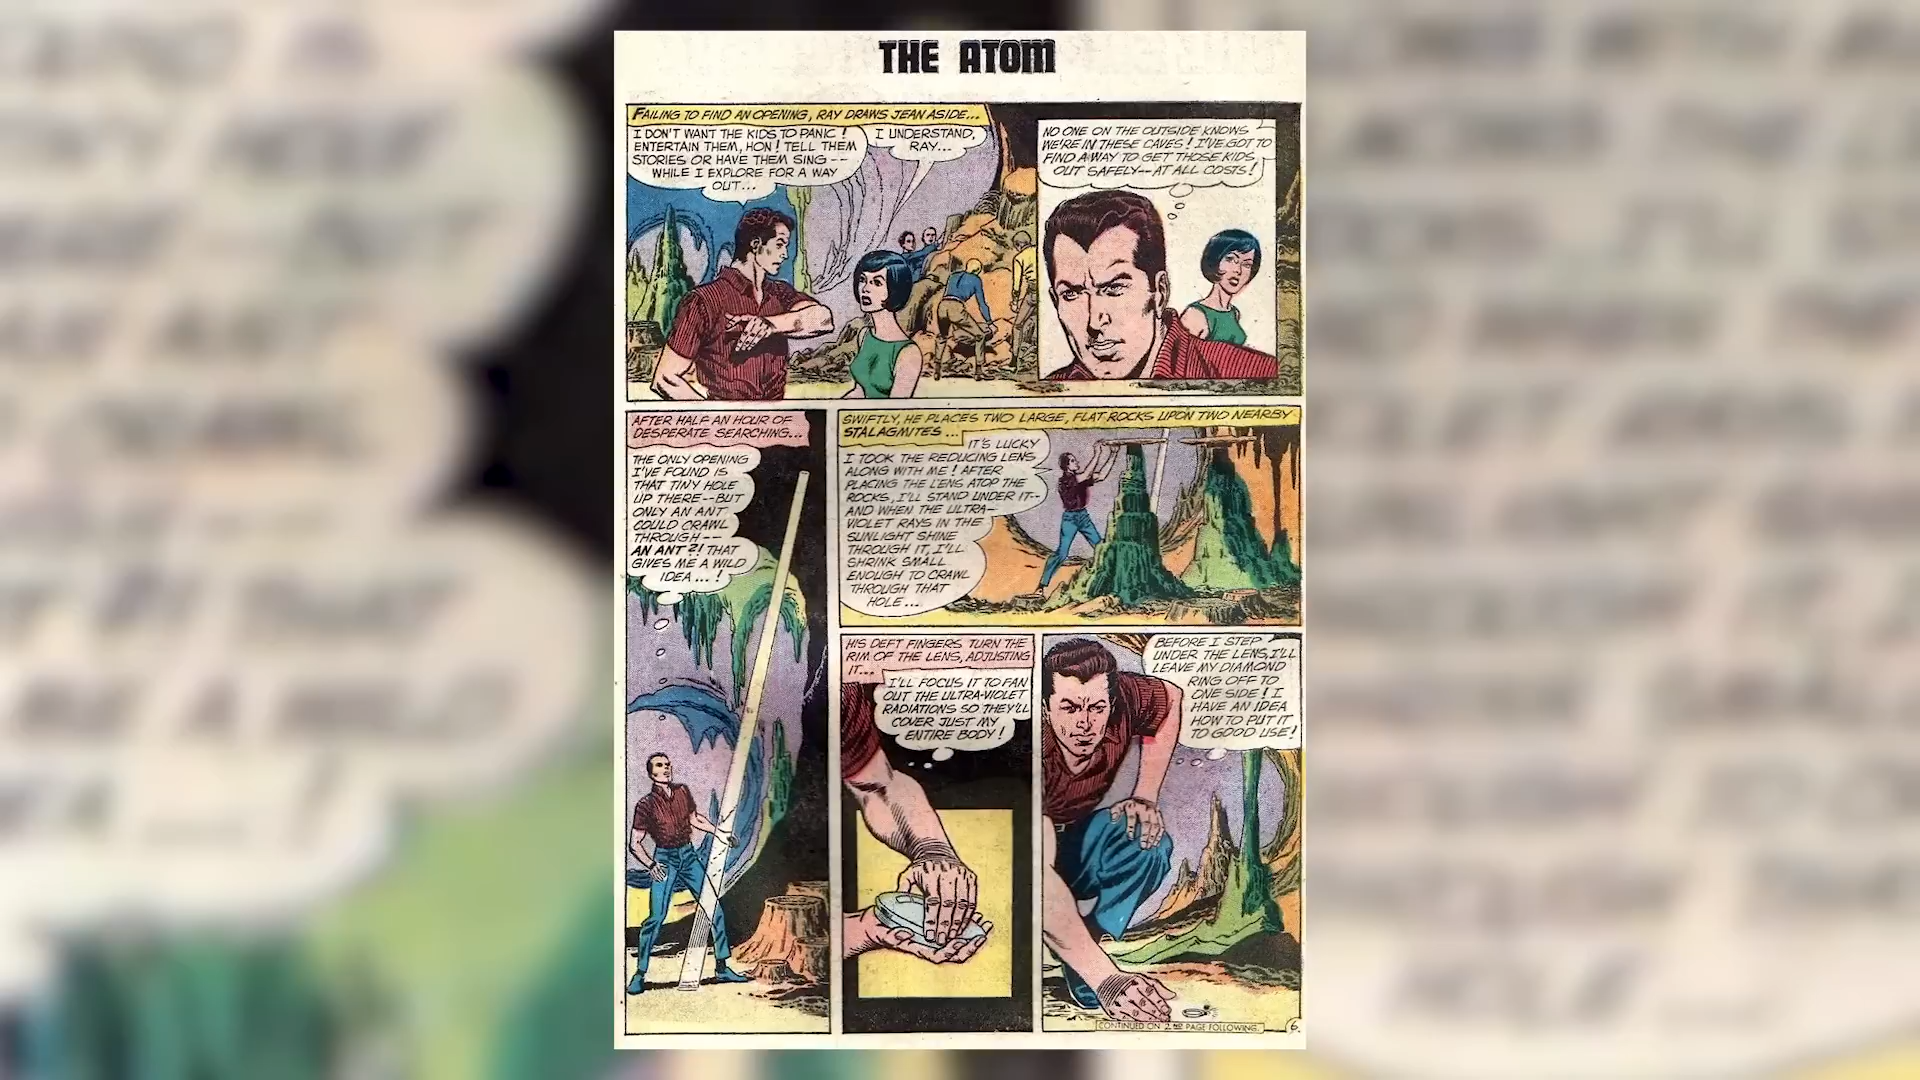 THE ATOM
FAILING TO FIND AN OPENING, RAY DRAWS JEAN ASIDE...
I DON'T WANT THE KIDS TO PANIC!
ENTERTAIN THEM, HON! TELL THEM
STORIES OR HAVE THEM SING--
WHILE I EXPLORE FOR A WAY
OUT...
I UNDERSTAND,
RAY...
NO ONE ON THE OUTSIDE KNOWS
WE'RE IN THESE CAVES! I'VE GOT TO
FIND A WAY TO GET THOSE KIDS
OUT SAFELY--AT ALL COSTS!
AFTER HALF AN HOUR OF
DESPERATE SEARCHING...
THE ONLY OPENING
I'VE FOUND IS
THAT TINY HOLE
UP THERE--BUT
ONLY AN ANT
COULD CRAWL
THROUGH--
AN ANT?! THAT
GIVES ME A WILD
IDEA...!
SWIFTLY, HE PLACES TWO LARGE, FLAT ROCKS UPON TWO NEARBY
STALAGMITES...
IT'S LUCKY
I TOOK THE REDUCING LENS
ALONG WITH ME! AFTER
PLACING THE LENS ATOP THE
ROCKS, I'LL STAND UNDER IT--
AND WHEN THE ULTRA-
VIOLET RAYS IN THE
SUNLIGHT SHINE
THROUGH IT, I'LL
SHRINK SMALL
ENOUGH TO CRAWL
THROUGH THAT
HOLE...
HIS DEFT FINGERS TURN THE
RIM OF THE LENS, ADJUSTING
IT...
I'LL FOCUS IT TO FAN
OUT THE ULTRA-VIOLET
RADIATIONS SO THEY'LL
COVER JUST MY
ENTIRE BODY!
BEFORE I STEP
UNDER THE LENS, I'LL
LEAVE MY DIAMOND
RING OFF TO
ONE SIDE! I
HAVE AN IDEA
HOW TO PUT IT
TO GOOD USE!
CONTINUED ON 2ND PAGE FOLLOWING.
6